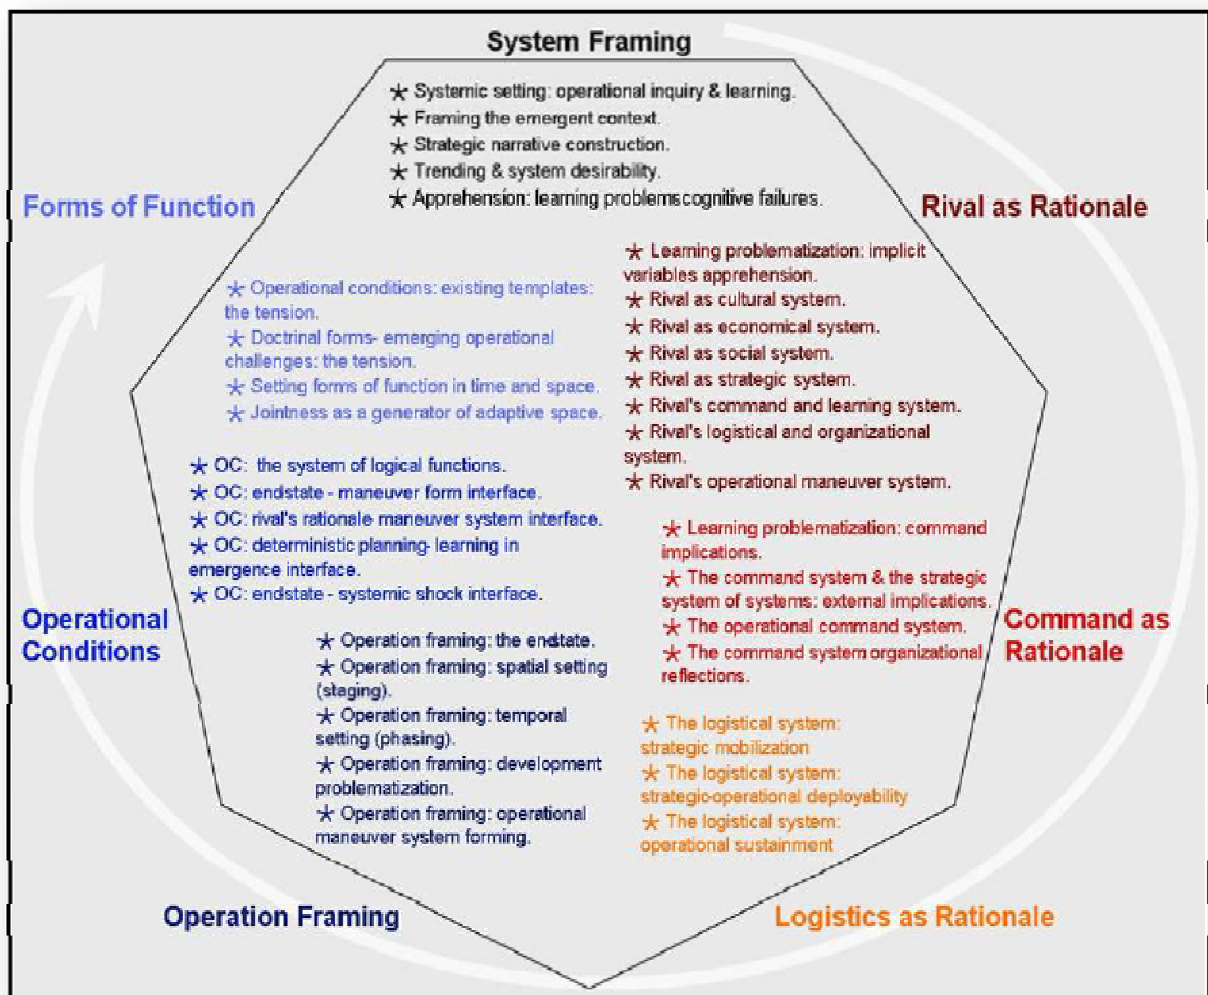 System Framing
* Systemic setting: operational inquiry & learning.
* Framing the emergent context.
* Strategic narrative construction.
* Trending & system desirability.
* Apprehension: learning problemscognitive failures.
Rival as Rationale
* Learning problematization: implicit
variables apprehension.
* Rival as cultural system.
* Rival as economical system.
* Rival as social system.
* Rival as strategic system.
* Rival's command and learning system.
* Rival's logistical and organizational
system.
* Rival's operational maneuver system.
Command as
Rationale
* Learning problematization: command
implications.
* The command system & the strategic
system of systems: external implications.
* The operational command system.
* The command system organizational
reflections.
Logistics as Rationale
* The logistical system:
strategic mobilization
* The logistical system:
strategic-operational deployability
* The logistical system:
operational sustainment
Operation Framing
* Operation framing: the endstate.
* Operation framing: spatial setting
(staging).
* Operation framing: temporal
setting (phasing).
* Operation framing: development
problematization.
* Operation framing: operational
maneuver system forming.
Operational
Conditions
* OC: the system of logical functions.
* OC: endstate - maneuver form interface.
* OC: rival's rationale maneuver system interface.
* OC: deterministic planning- learning in
emergence interface.
* OC: endstate - systemic shock interface.
Forms of Function
* Operational conditions: existing templates:
the tension.
* Doctrinal forms- emerging operational
challenges: the tension.
* Setting forms of function in time and space.
* Jointness as a generator of adaptive space.